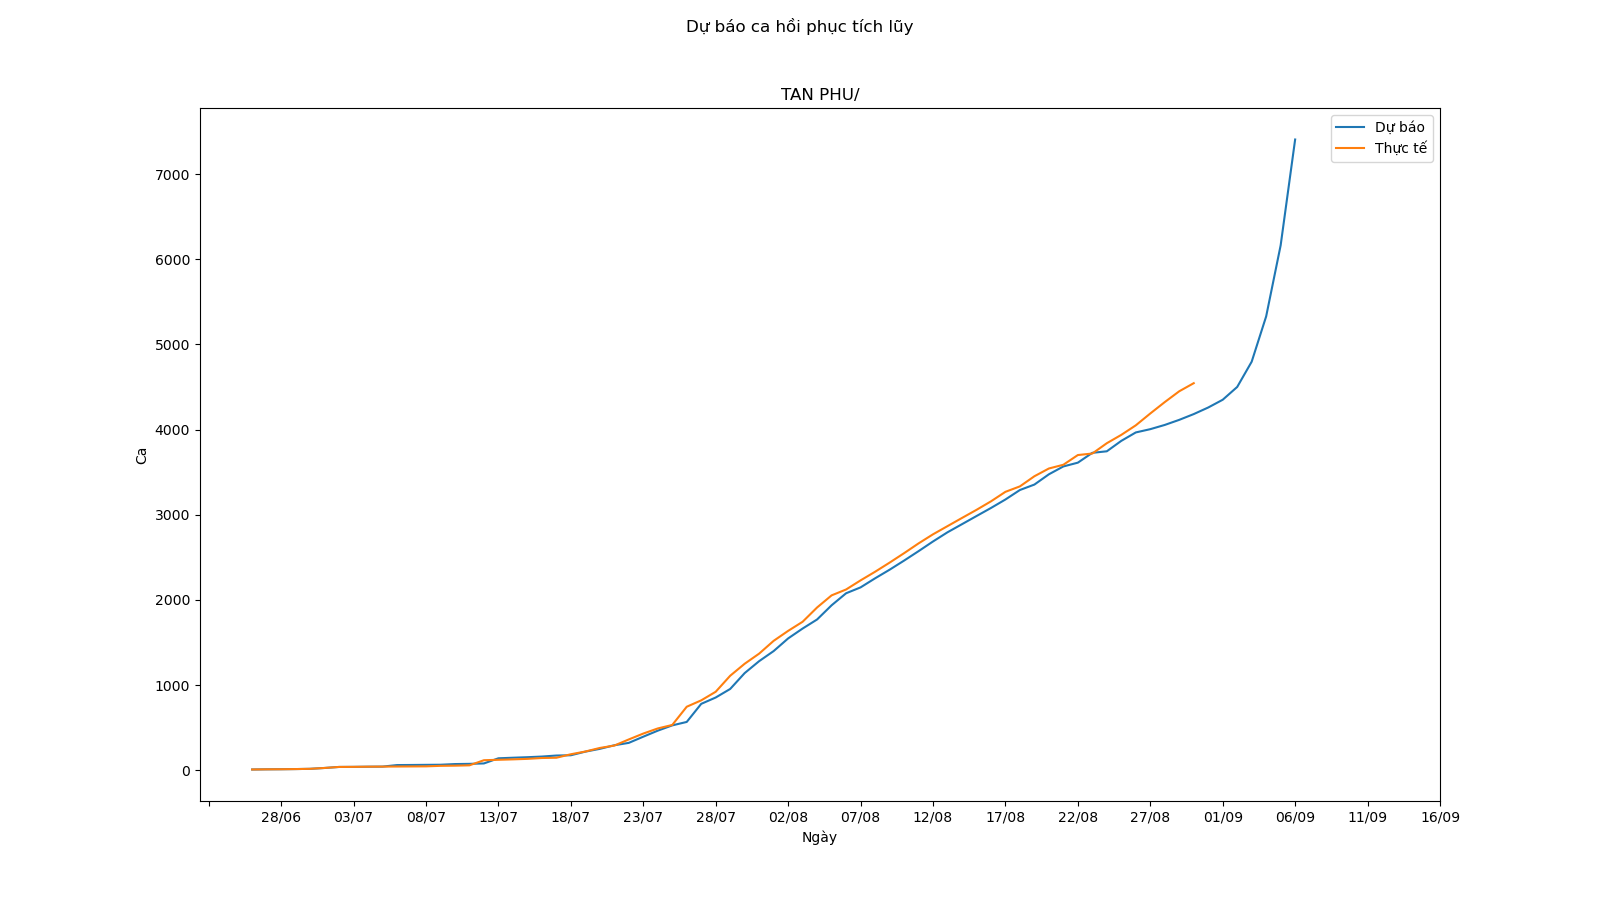 Dự báo ca hồi phục tích lũy
TAN PHU/
Dự báo
Thực tế
7000
6000
5000
4000
3000
2000
1000
0
Ca
28/06 03/07 08/07 13/07 18/07 23/07 28/07 02/08 07/08 12/08 17/08 22/08 27/08 01/09 06/09 11/09 16/09
Ngày